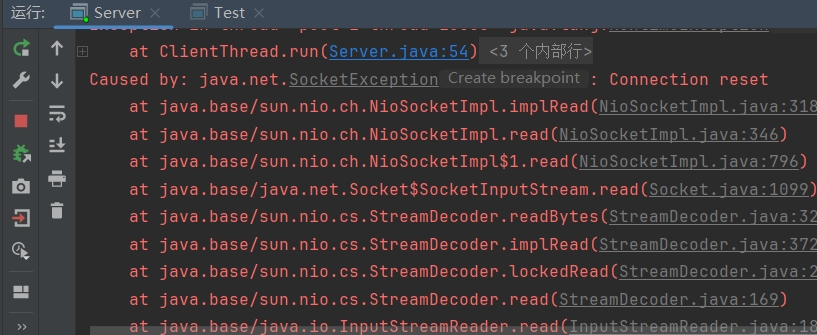 运行: Server × Test ×
at ClientThread.run(Server.java:54) <3 个内部行>
Caused by: java.net.SocketException Create breakpoint : Connection reset
at java.base/sun.nio.ch.NioSocketImpl.implRead(NioSocketImpl.java:318
at java.base/sun.nio.ch.NioSocketImpl.read(NioSocketImpl.java:346)
at java.base/sun.nio.ch.NioSocketImpl$1.read(NioSocketImpl.java:796)
at java.base/java.net.Socket$SocketInputStream.read(Socket.java:1099)
at java.base/sun.nio.cs.StreamDecoder.readBytes(StreamDecoder.java:32
at java.base/sun.nio.cs.StreamDecoder.implRead(StreamDecoder.java:372
at java.base/sun.nio.cs.StreamDecoder.lockedRead(StreamDecoder.java:2
at java.base/sun.nio.cs.StreamDecoder.read(StreamDecoder.java:169)
at java.base/java.io.InputStreamReader.read(InputStreamReader.java:18